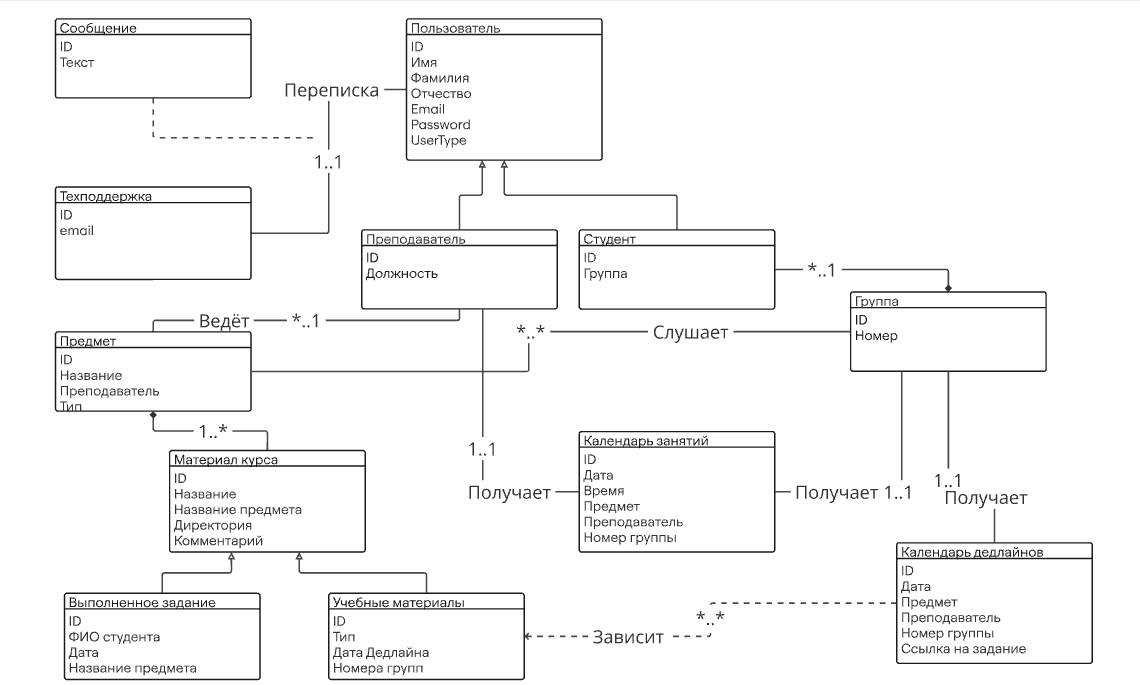 Сообщение
ID
Текст
Пользователь
ID
Имя
Фамилия
Отчество
Email
Password
UserType
Переписка
1..1
Техподдержка
ID
email
Преподаватель
ID
Должность
Студент
ID
Группа
*..1
Группа
ID
Номер
Ведёт
*..1
*..*
Слушает
Предмет
ID
Название
Преподаватель
Тип
1..*
Материал курса
ID
Название
Название предмета
Директория
Комментарий
1..1
Получает
Календарь занятий
ID
Дата
Время
Предмет
Преподаватель
Номер группы
Получает 1..1
1..1
Получает
Календарь дедлайнов
ID
Дата
Предмет
Преподаватель
Номер группы
Ссылка на задание
Выполненное задание
ID
ФИО студента
Дата
Название предмета
Учебные материалы
ID
Тип
Дата Дедлайна
Номера групп
Зависит
*..*